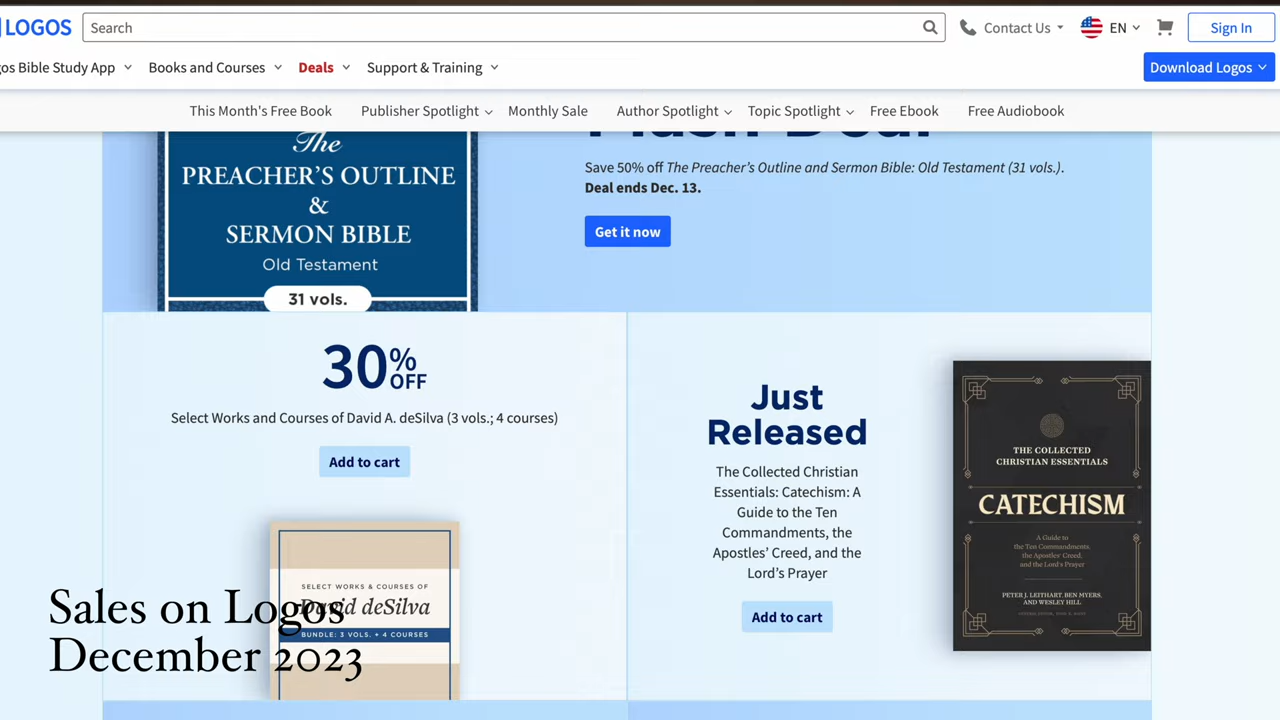 LOGOS
Search
Contact Us
EN
Sign In
os Bible Study App
Books and Courses
Deals
Support & Training
Download Logos
This Month's Free Book
Publisher Spotlight
Monthly Sale
Author Spotlight
Topic Spotlight
Free Ebook
Free Audiobook
The
PREACHER'S OUTLINE
&
SERMON BIBLE
Old Testament
31 vols.
Save 50% off The Preacher's Outline and Sermon Bible: Old Testament (31 vols.).
Deal ends Dec. 13.
Get it now
30% OFF
Select Works and Courses of David A. deSilva (3 vols.; 4 courses)
Add to cart
SELECT WORKS & COURSES OF
David deSilva
BUNDLE: 3 VOLS. + 4 COURSES
Just
Released
The Collected Christian
Essentials: Catechism: A
Guide to the Ten
Commandments, the
Apostles' Creed, and the
Lord's Prayer
Add to cart
THE COLLECTED
CHRISTIAN ESSENTIALS
CATECHISM
A Guide to
the Ten Commandments,
the Apostles' Creed,
and the Lord's Prayer
PETER J. LEITHART, BEN MYERS,
AND WESLEY HILL
Sales on Logos
December 2023